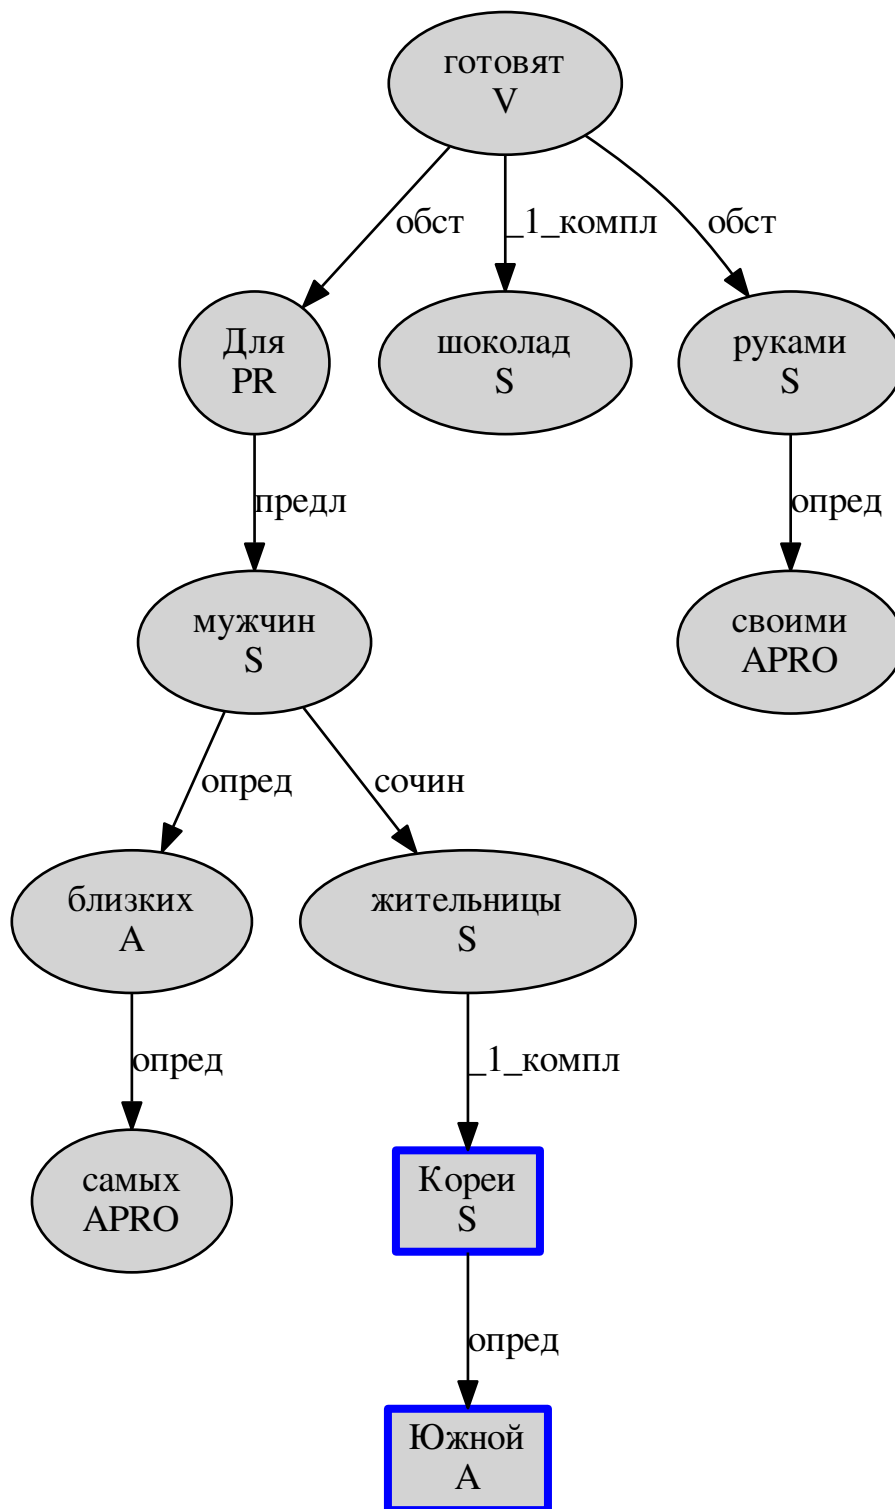 готовят
V
обст
_1_компл
обст
Для
PR
шоколад
S
руками
S
предл
опред
мужчин
S
своими
APRO
опред
сочин
близких
A
жительницы
S
опред
_1_компл
самых
APRO
Кореи
S
опред
Южной
A